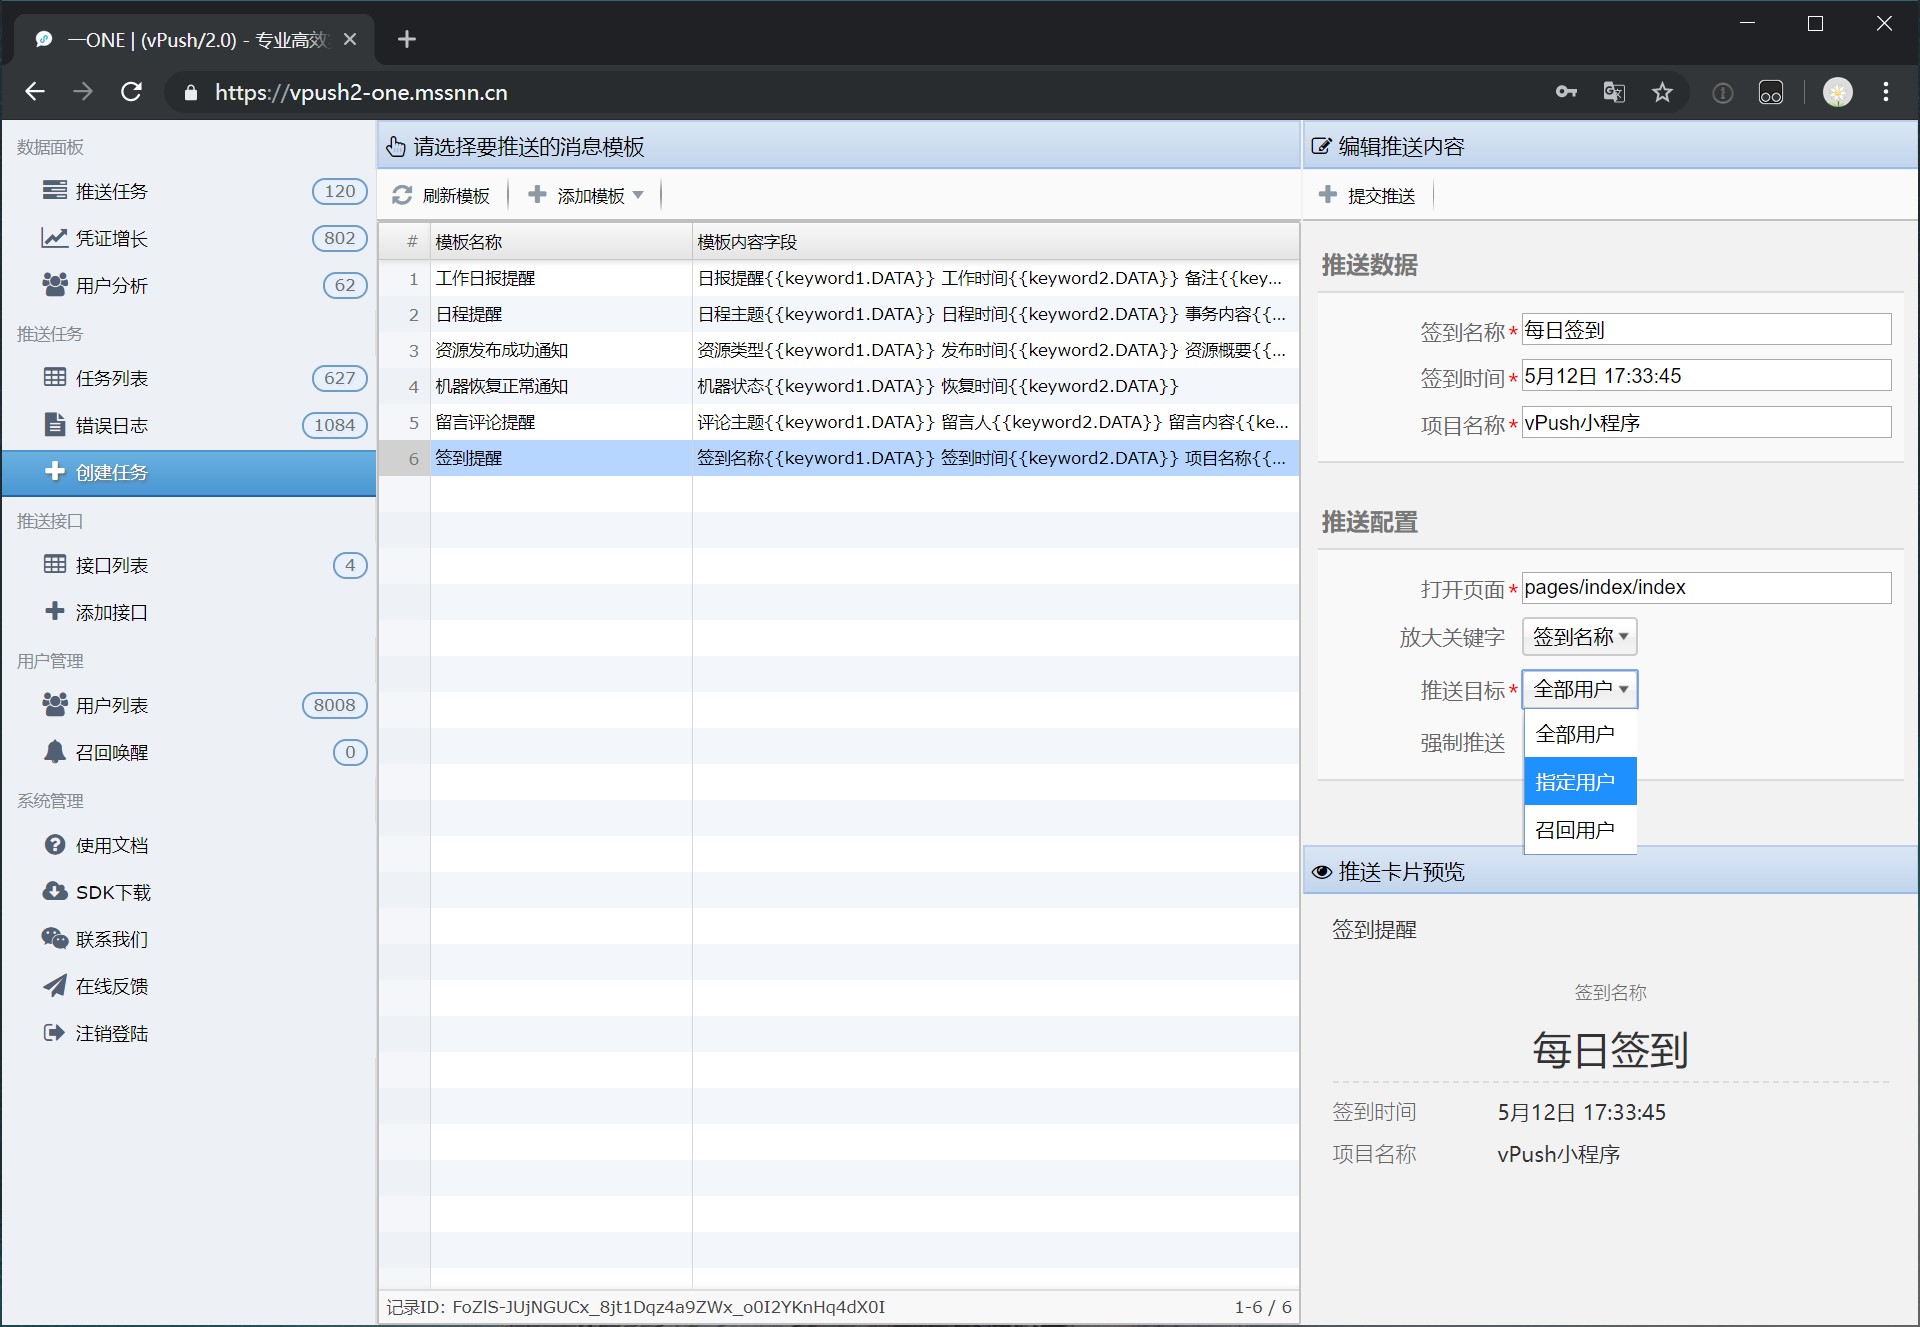 一ONE | (vPush/2.0) - 专业高效
https://vpush2-one.mssnn.cn
数据面板
推送任务 120
凭证增长 802
用户分析 62
推送任务
任务列表 627
错误日志 1084
创建任务
推送接口
接口列表 4
添加接口
用户管理
用户列表 8008
召回唤醒 0
系统管理
使用文档
SDK下载
联系我们
在线反馈
注销登陆
请选择要推送的消息模板
刷新模板 添加模板
# 模板名称 模板内容字段
1 工作日报提醒 日报提醒{{keyword1.DATA}} 工作时间{{keyword2.DATA}} 备注{{key...
2 日程提醒 日程主题{{keyword1.DATA}} 日程时间{{keyword2.DATA}} 事务内容{{...
3 资源发布成功通知 资源类型{{keyword1.DATA}} 发布时间{{keyword2.DATA}} 资源概要{{...
4 机器恢复正常通知 机器状态{{keyword1.DATA}} 恢复时间{{keyword2.DATA}}
5 留言评论提醒 评论主题{{keyword1.DATA}} 留言人{{keyword2.DATA}} 留言内容{{ke...
6 签到提醒 签到名称{{keyword1.DATA}} 签到时间{{keyword2.DATA}} 项目名称{{...
记录ID: FoZlS-JUjNGUCx_8jt1Dqz4a9ZWx_o0I2YKnHq4dX0I 1-6 / 6
编辑推送内容
提交推送
推送数据
签到名称* 每日签到
签到时间* 5月12日 17:33:45
项目名称* vPush小程序
推送配置
打开页面* pages/index/index
放大关键字 签到名称
推送目标* 全部用户
全部用户
强制推送
指定用户
召回用户
推送卡片预览
签到提醒
签到名称
每日签到
签到时间 5月12日 17:33:45
项目名称 vPush小程序